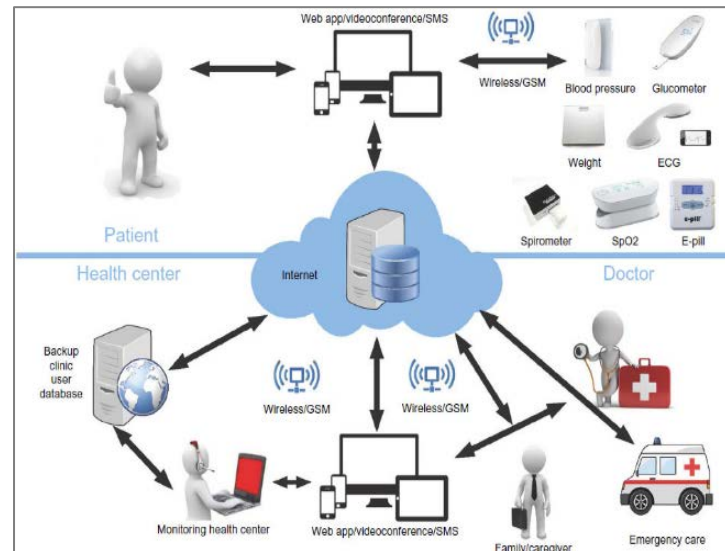 Web app/videoconference/SMS
Wireless/GSM
Blood pressure
Glucometer
Weight
ECG
Spirometer
SpO2
E-pill
e-pill
Patient
Health center
Internet
Doctor
Backup
clinic
user
database
Wireless/GSM
Wireless/GSM
Monitoring health center
Web app/videoconference/SMS
Family/caregiver
Emergency care